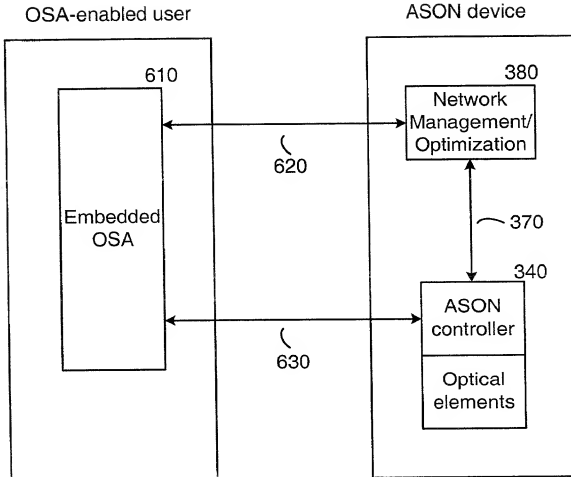 OSA-enabled user
ASON device
610
380
Network
Management/
Optimization
620
Embedded
OSA
370
340
ASON
controller
630
Optical
elements